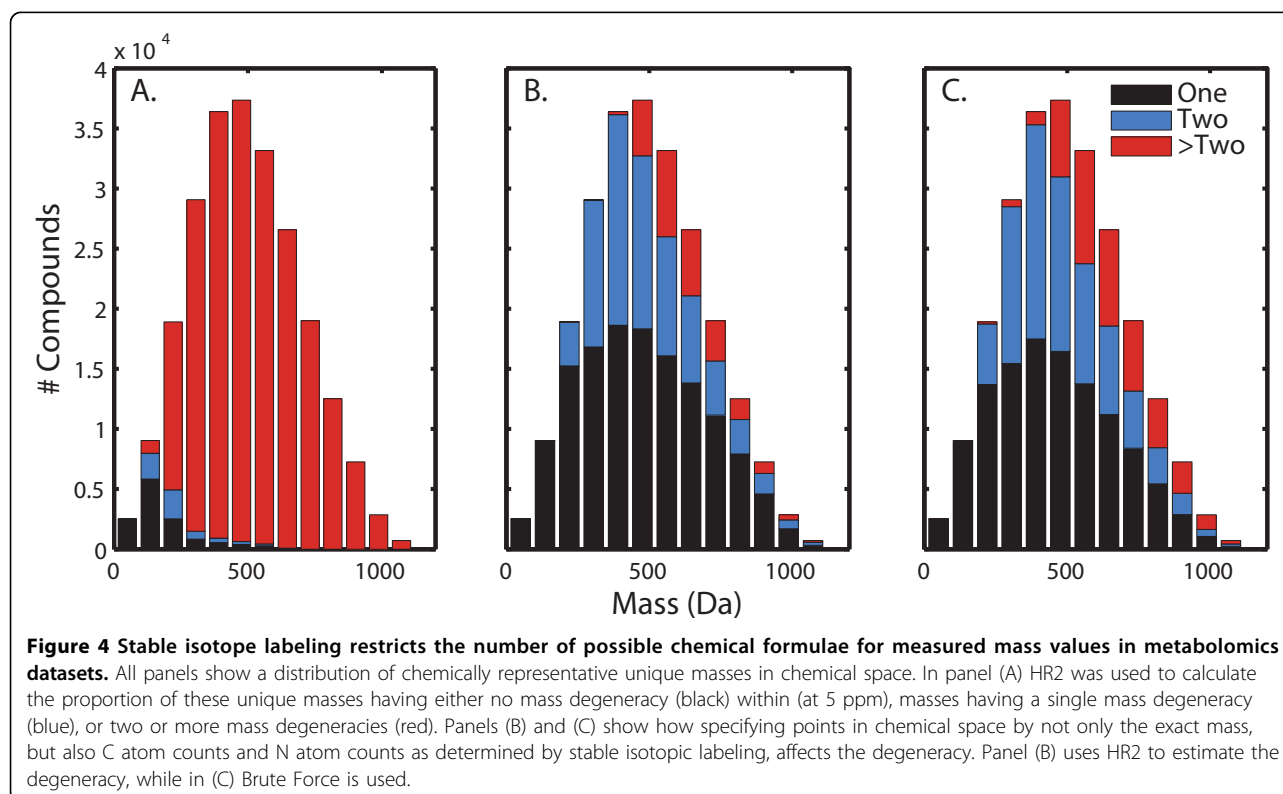 x 10 4
4
3.5
3
2.5
2
1.5
1
0.5
0
# Compounds
A.
B.
C.
One
Two
>Two
0 500 1000
0 500 1000
0 500 1000
Mass (Da)
Figure 4 Stable isotope labeling restricts the number of possible chemical formulae for measured mass values in metabolomics
datasets. All panels show a distribution of chemically representative unique masses in chemical space. In panel (A) HR2 was used to calculate
the proportion of these unique masses having either no mass degeneracy (black) within (at 5 ppm), masses having a single mass degeneracy
(blue), or two or more mass degeneracies (red). Panels (B) and (C) show how specifying points in chemical space by not only the exact mass,
but also C atom counts and N atom counts as determined by stable isotopic labeling, affects the degeneracy. Panel (B) uses HR2 to estimate the
degeneracy, while in (C) Brute Force is used.